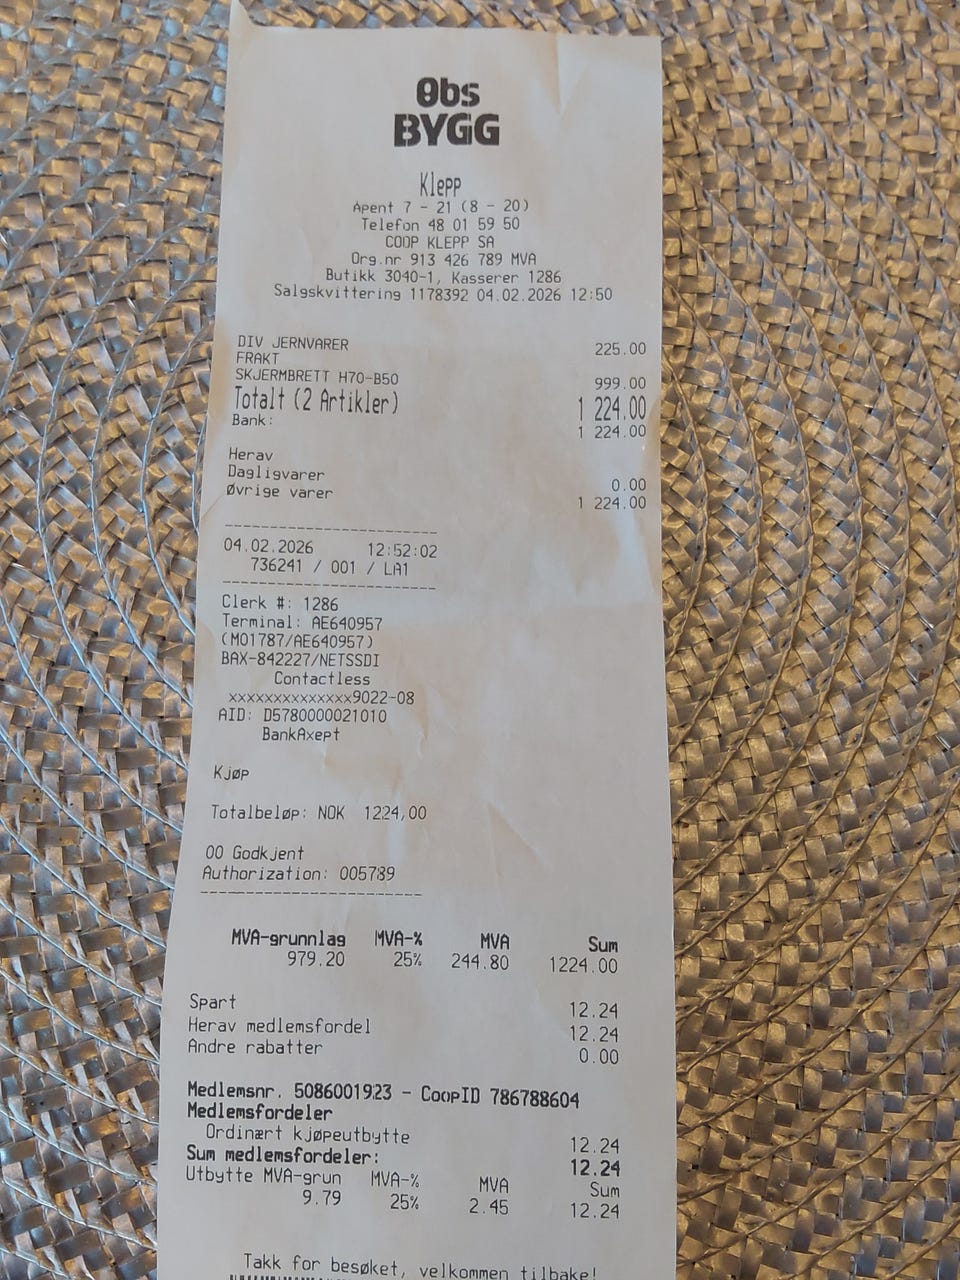 Obs
BYGG
Klepp
Åpent 7 - 21 (8 - 20)
Telefon 48 01 59 50
COOP KLEPP SA
Org.nr 913 426 789 MVA
Butikk 3040-1, Kasserer 1286
Salgskvittering 1178392 04.02.2026 12:50
DIV JERNVARER 225.00
FRAKT
SKJERMBRETT H70-B50 999.00
Totalt (2 Artikler) 1 224.00
Bank: 1 224.00
Herav
Dagligvarer 0.00
Øvrige varer 1 224.00
04.02.2026 12:52:02
736241 / 001 / LA1
Clerk #: 1286
Terminal: AE640957
(M01787/AE640957)
BAX-842227/NETSSDI
Contactless
xxxxxxxxxxxxxx9022-08
AID: D5780000021010
BankAxept
Kjøp
Totalbeløp: NOK 1224,00
00 Godkjent
Authorization: 005789
MVA-grunnlag MVA-% MVA Sum
979.20 25% 244.80 1224.00
Spart 12.24
Herav medlemsfordel 12.24
Andre rabatter 0.00
Medlemsnr. 5086001923 - CoopID 786788604
Medlemsfordeler
Ordinært kjøpeutbytte 12.24
Sum medlemsfordeler: 12.24
Utbytte MVA-grun MVA-% MVA Sum
9.79 25% 2.45 12.24
Takk for besøket, velkommen tilbake!